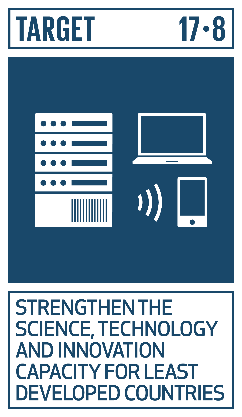 TARGET 17·8
STRENGTHEN THE
SCIENCE, TECHNOLOGY
AND INNOVATION
CAPACITY FOR LEAST
DEVELOPED COUNTRIES